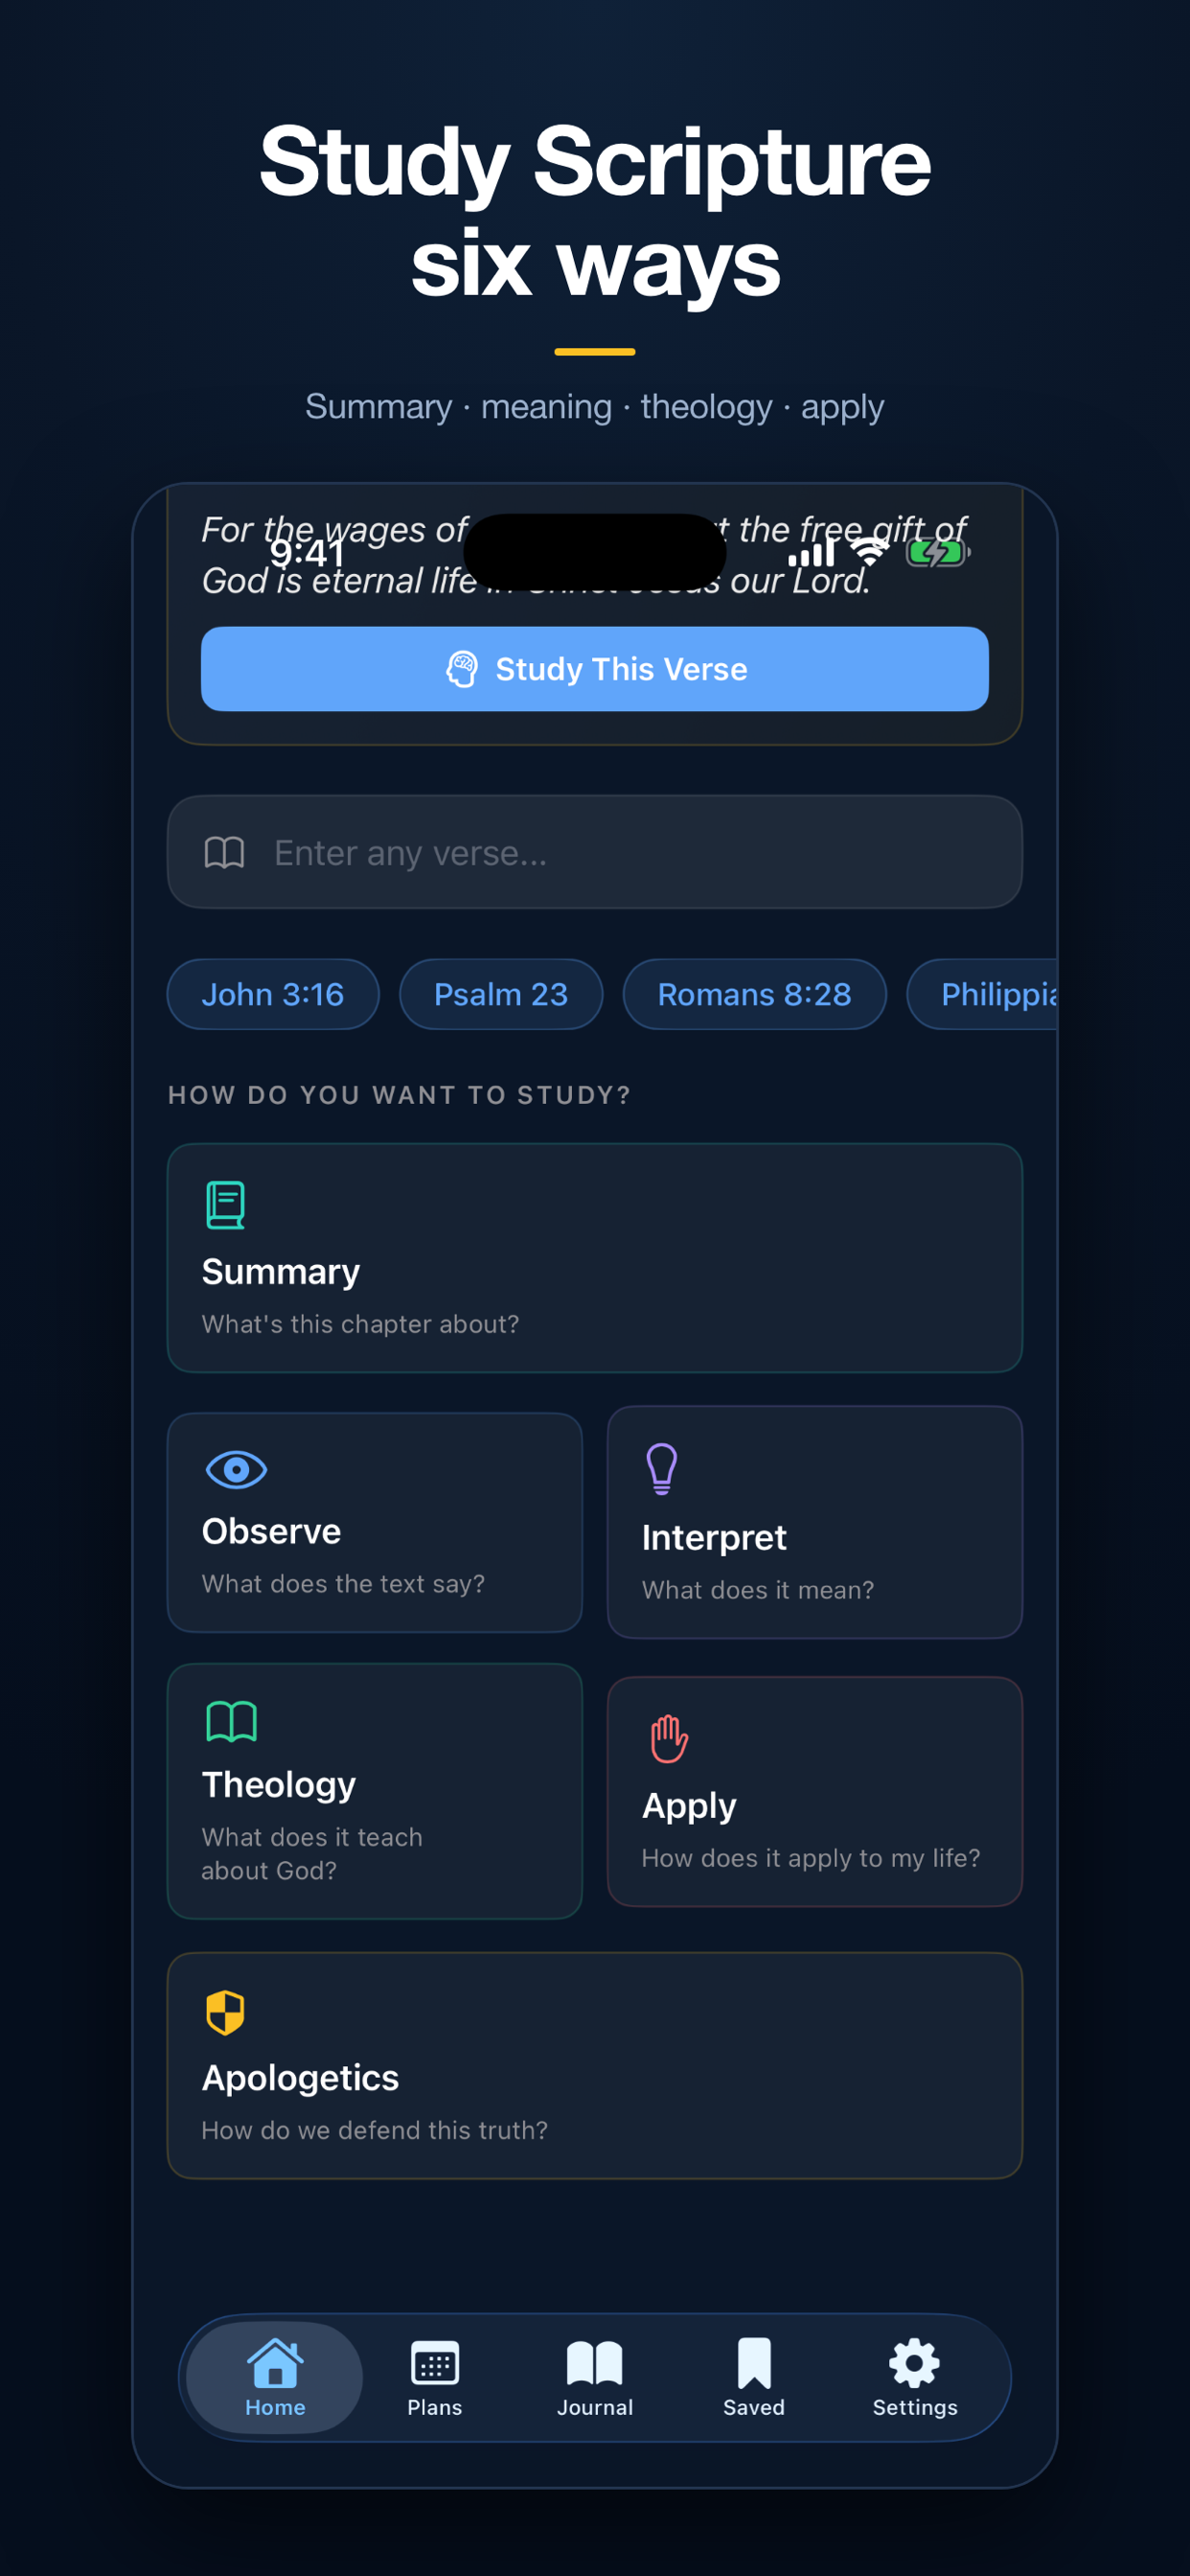 Study Scripture
six ways
Summary · meaning · theology · apply
For the wages of the free gift of
9:41
God is eternal life our Lord.
Study This Verse
Enter any verse...
John 3:16
Psalm 23
Romans 8:28
Philippia
HOW DO YOU WANT TO STUDY?
Summary
What's this chapter about?
Observe
What does the text say?
Interpret
What does it mean?
Theology
What does it teach
about God?
Apply
How does it apply to my life?
Apologetics
How do we defend this truth?
Home
Plans
Journal
Saved
Settings